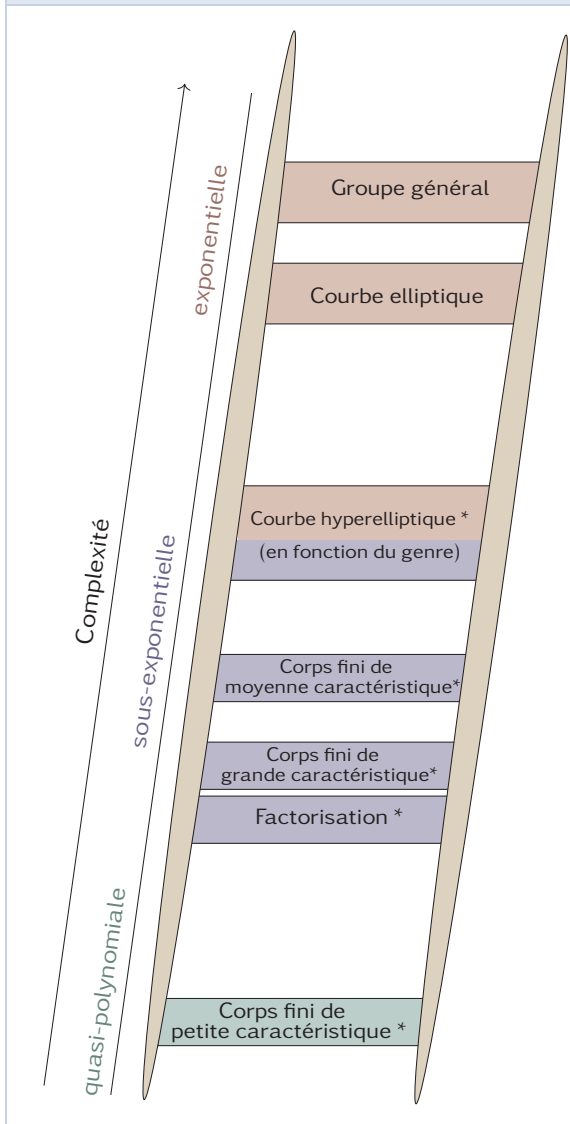 Groupe général
exponentielle
Courbe elliptique
Courbe hyperelliptique *
(en fonction du genre)
Complexité
sous-exponentielle
Corps fini de
moyenne caractéristique*
Corps fini de
grande caractéristique*
Factorisation *
quasi-polynomiale
Corps fini de
petite caractéristique *